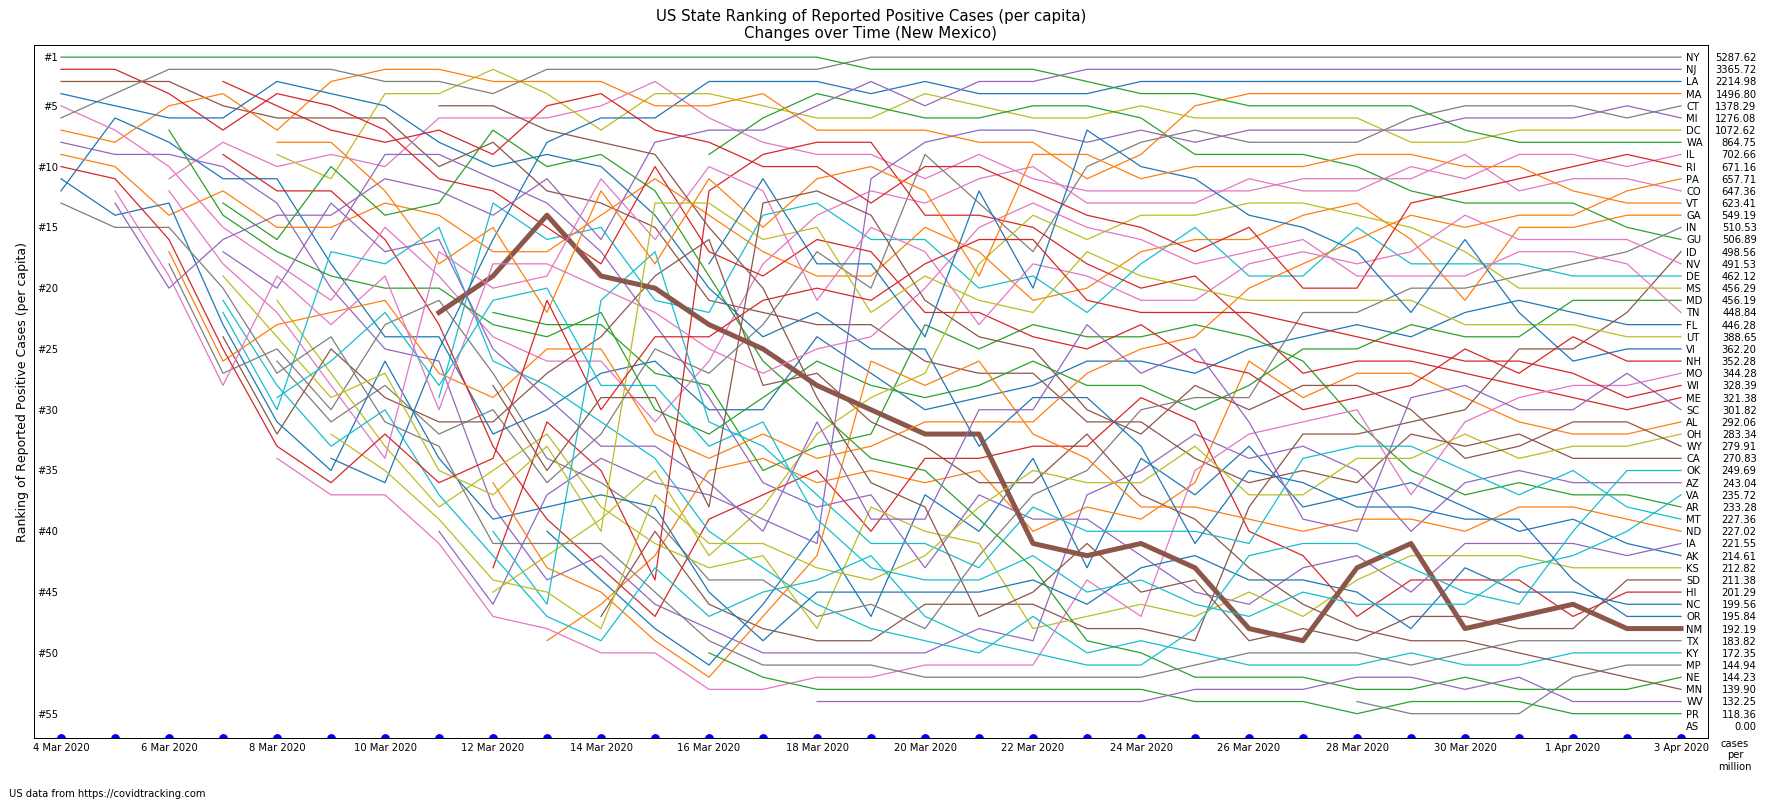 US State Ranking of Reported Positive Cases (per capita)
Changes over Time (New Mexico)
Ranking of Reported Positive Cases (per capita)
#1
#5
#10
#15
#20
#25
#30
#35
#40
#45
#50
#55
NY 5287.62
NJ 3365.72
LA 2214.98
MA 1496.80
CT 1378.29
MI 1276.08
DC 1072.62
WA 864.75
IL 702.66
RI 671.16
PA 657.71
CO 647.36
VT 623.41
GA 549.19
IN 510.53
GU 506.89
ID 498.56
NV 491.53
DE 462.12
MS 456.29
MD 456.19
TN 448.84
FL 446.28
UT 388.65
VI 362.20
NH 352.28
MO 344.28
WI 328.39
ME 321.38
SC 301.82
AL 292.06
OH 283.34
WY 279.91
CA 270.83
OK 249.69
AZ 243.04
VA 235.72
AR 233.28
MT 227.36
ND 227.02
IA 221.55
AK 214.61
KS 212.82
SD 211.38
HI 201.29
NC 199.56
OR 195.84
NM 192.19
TX 183.82
KY 172.35
MP 144.94
NE 144.23
MN 139.90
WV 132.25
PR 118.36
AS 0.00
4 Mar 2020 6 Mar 2020 8 Mar 2020 10 Mar 2020 12 Mar 2020 14 Mar 2020 16 Mar 2020 18 Mar 2020 20 Mar 2020 22 Mar 2020 24 Mar 2020 26 Mar 2020 28 Mar 2020 30 Mar 2020 1 Apr 2020 3 Apr 2020
cases
per
million
US data from https://covidtracking.com